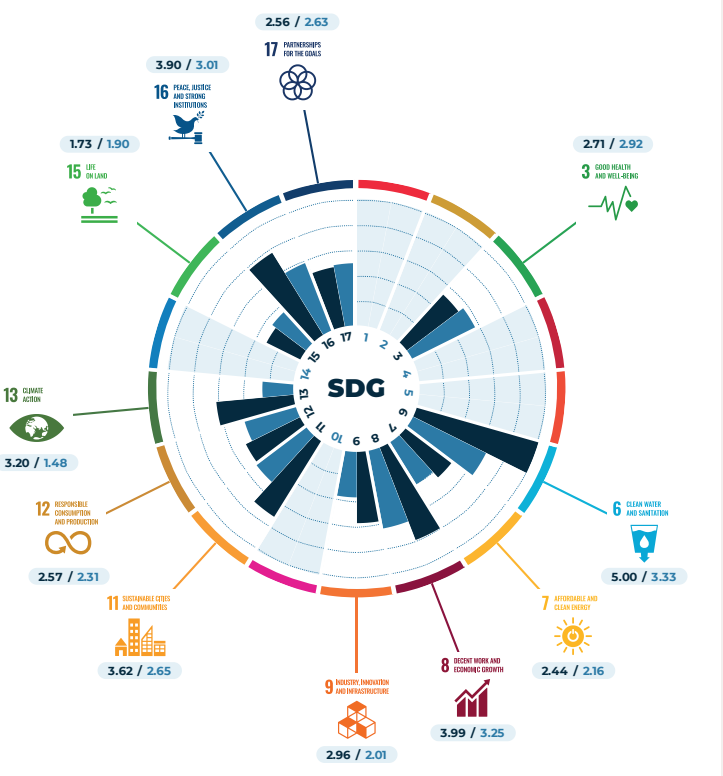 2.56 / 2.63
17 PARTNERSHIPS
FOR THE GOALS
3.90 / 3.01
16 PEACE, JUSTICE
AND STRONG
INSTITUTIONS
1.73 / 1.90
15 LIFE
ON LAND
2.71 / 2.92
3 GOOD HEALTH
AND WELL-BEING
SDG
1
2
3
4
5
6
7
8
9
10
11
12
13
14
15
16
17
13 CLIMATE
ACTION
3.20 / 1.48
12 RESPONSIBLE
CONSUMPTION
AND PRODUCTION
2.57 / 2.31
6 CLEAN WATER
AND SANITATION
5.00 / 3.33
11 SUSTAINABLE CITIES
AND COMMUNITIES
3.62 / 2.65
7 AFFORDABLE AND
CLEAN ENERGY
2.44 / 2.16
8 DECENT WORK AND
ECONOMIC GROWTH
3.99 / 3.25
9 INDUSTRY, INNOVATION
AND INFRASTRUCTURE
2.96 / 2.01